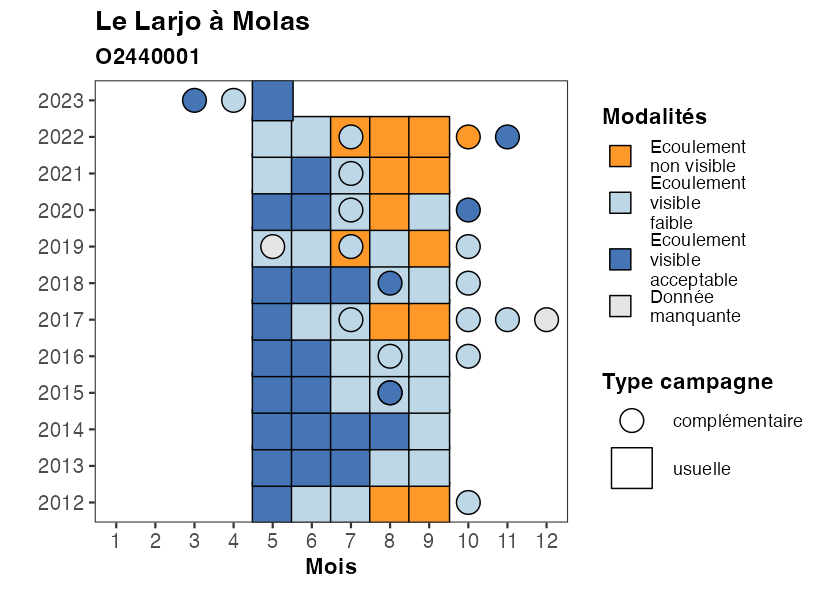 Le Larjo à Molas
O2440001
2023
2022
2021
2020
2019
2018
2017
2016
2015
2014
2013
2012
1 2 3 4 5 6 7 8 9 10 11 12
Mois
Modalités
Ecoulement
non visible
Ecoulement
visible
faible
Ecoulement
visible
acceptable
Donnée
manquante
Type campagne
complémentaire
usuelle